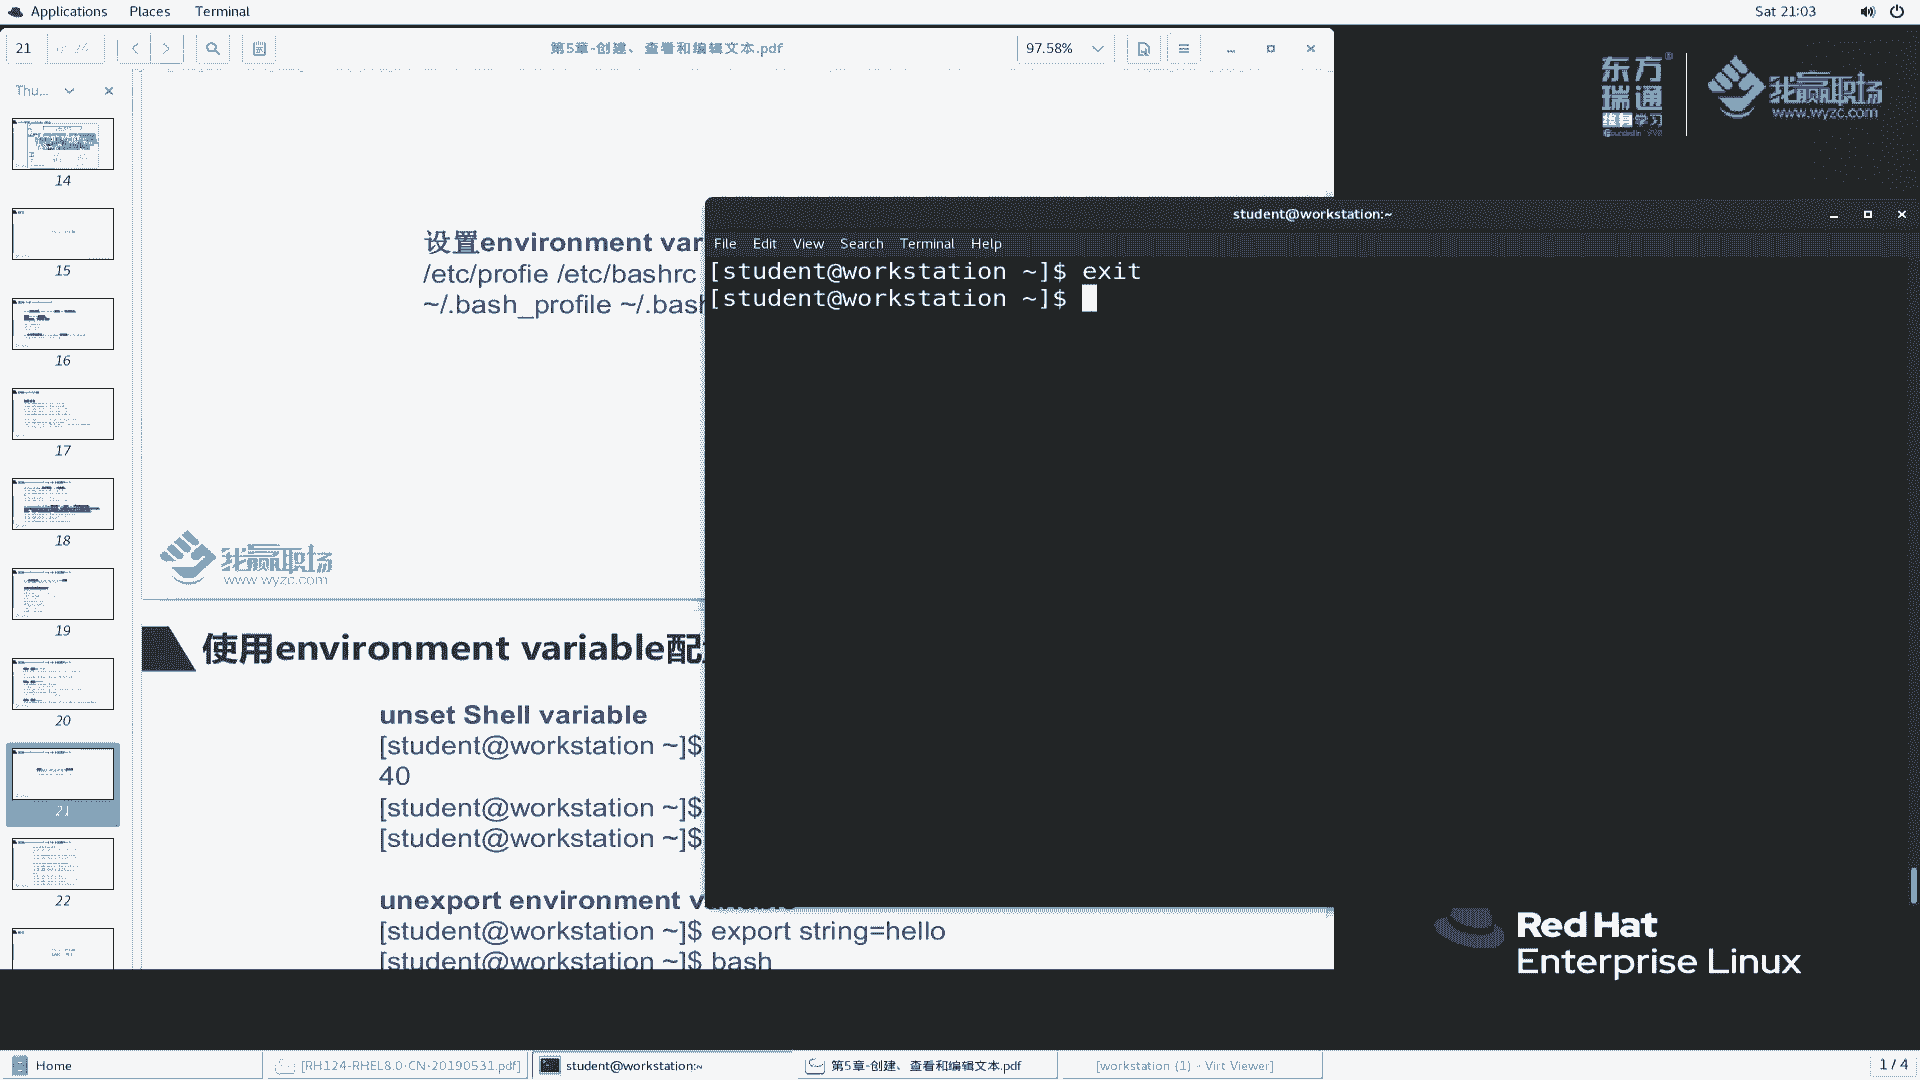 Applications Places Terminal
Sat 21:03
21
第5章-创建、查看和编辑文本.pdf
97.58%
Thu...
14
15
16
17
18
19
20
21
22
设置environment var
/etc/profie /etc/bashrc
~/.bash_profile ~/.bash
我赢职场
www.wyzc.com
使用environment variable配
unset Shell variable
[student@workstation ~]$
40
[student@workstation ~]$
[student@workstation ~]$
unexport environment v
[student@workstation ~]$ export string=hello
[student@workstation ~]$ bash
student@workstation:~
File Edit View Search Terminal Help
[student@workstation ~]$ exit
[student@workstation ~]$
东方
瑞通
终身学习
我赢职场
www.wyzc.com
Red Hat
Enterprise Linux
Home
[RH124-RHEL8.0-CN-20190531.pdf]
student@workstation:~
第5章-创建、查看和编辑文本.pdf
[workstation (1) - Virt Viewer]
1 / 4